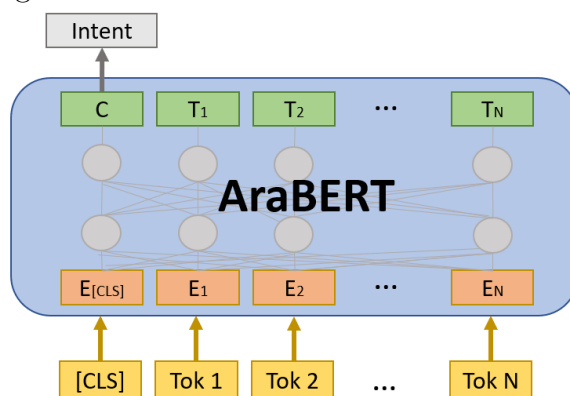 Intent
C T1 T2 ... TN
AraBERT
E[CLS] E1 E2 ... EN
[CLS] Tok 1 Tok 2 ... Tok N